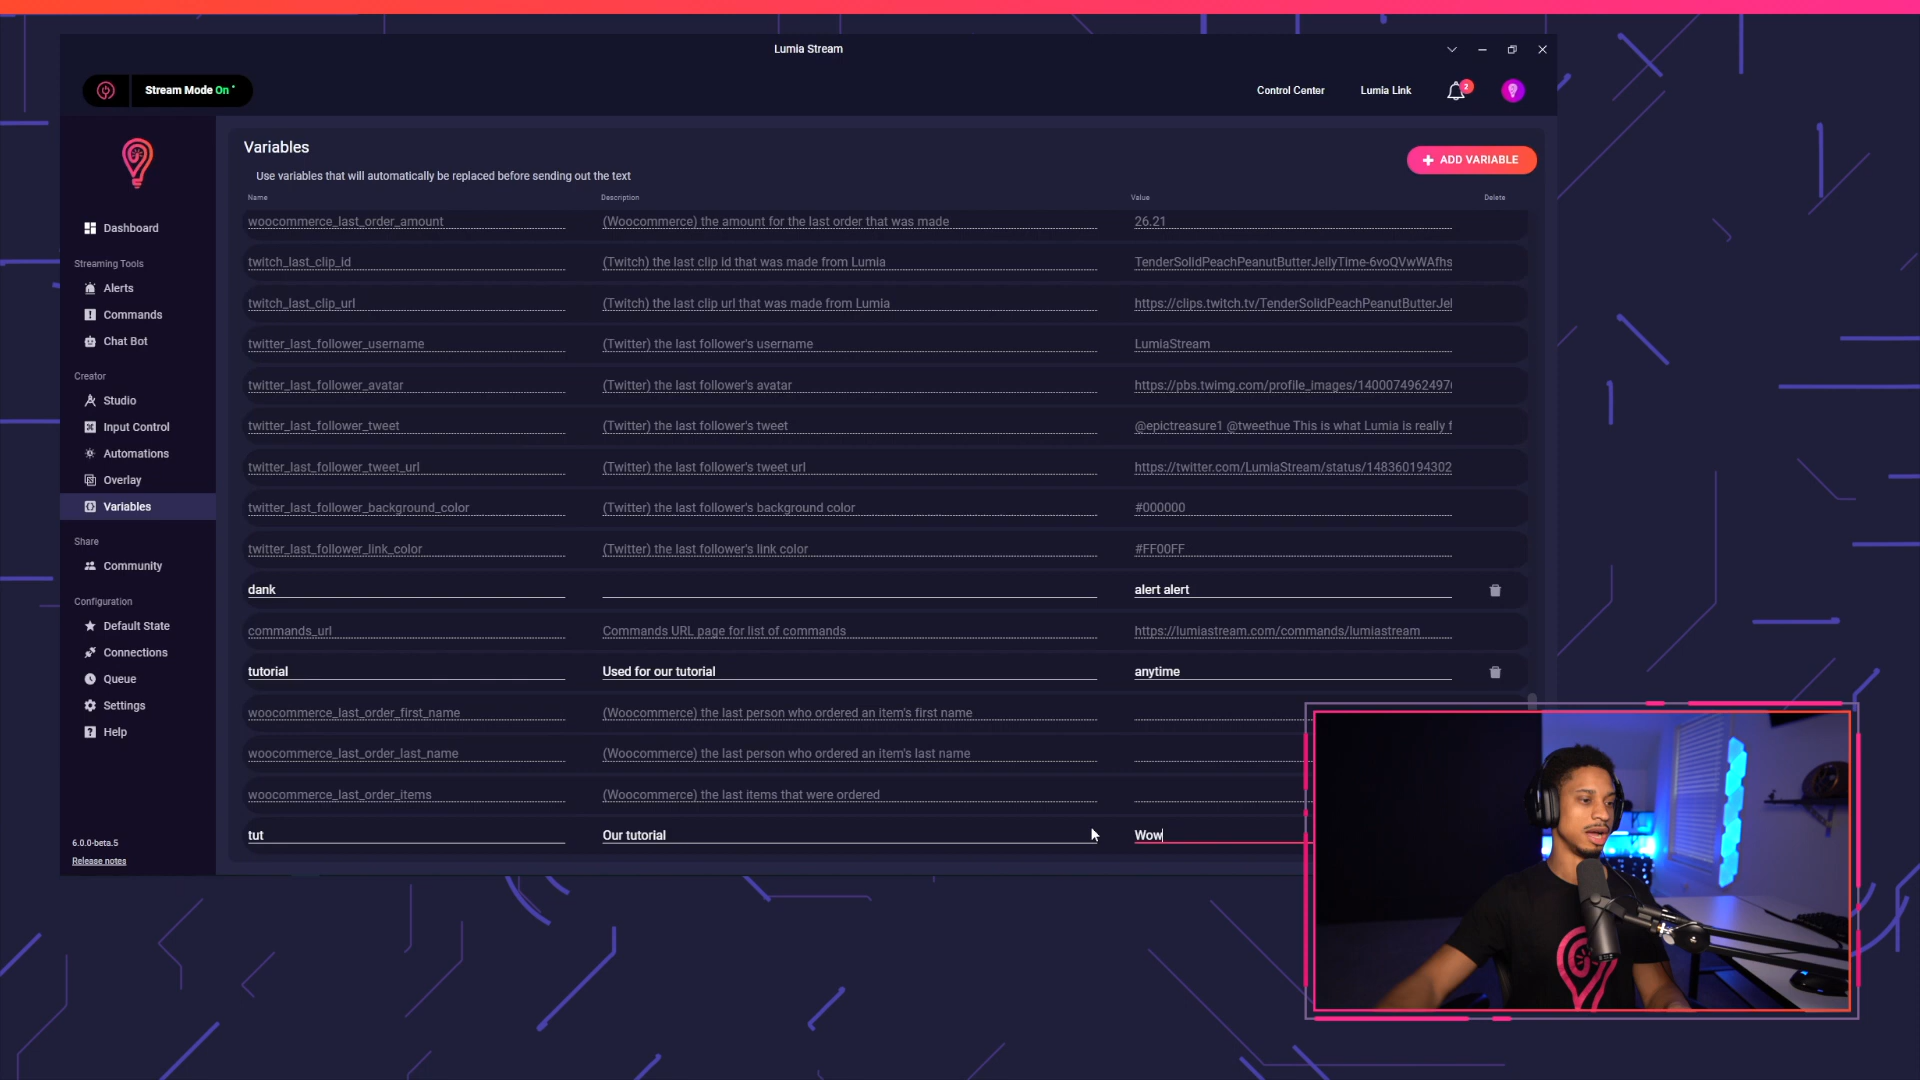 Lumia Stream
Stream Mode On
Control Center
Lumia Link
2
Dashboard
Streaming Tools
Alerts
Commands
Chat Bot
Creator
Studio
Input Control
Automations
Overlay
Variables
Share
Community
Configuration
Default State
Connections
Queue
Settings
Help
6.0.0-beta.5
Release notes
Variables
ADD VARIABLE
Use variables that will automatically be replaced before sending out the text
Name Description Value Delete
woocommerce_last_order_amount (Woocommerce) the amount for the last order that was made 26.21
twitch_last_clip_id (Twitch) the last clip id that was made from Lumia TenderSolidPeachPeanutButterJellyTime-6voQVwWAfhs
twitch_last_clip_url (Twitch) the last clip url that was made from Lumia https://clips.twitch.tv/TenderSolidPeachPeanutButterJel
twitter_last_follower_username (Twitter) the last follower's username LumiaStream
twitter_last_follower_avatar (Twitter) the last follower's avatar https://pbs.twimg.com/profile_images/1400074962497
twitter_last_follower_tweet (Twitter) the last follower's tweet @epictreasure1 @tweethue This is what Lumia is really f
twitter_last_follower_tweet_url (Twitter) the last follower's tweet url https://twitter.com/LumiaStream/status/148360194302
twitter_last_follower_background_color (Twitter) the last follower's background color #000000
twitter_last_follower_link_color (Twitter) the last follower's link color #FF00FF
dank alert alert
commands_url Commands URL page for list of commands https://lumiastream.com/commands/lumiastream
tutorial Used for our tutorial anytime
woocommerce_last_order_first_name (Woocommerce) the last person who ordered an item's first name
woocommerce_last_order_last_name (Woocommerce) the last person who ordered an item's last name
woocommerce_last_order_items (Woocommerce) the last items that were ordered
tut Our tutorial Wow